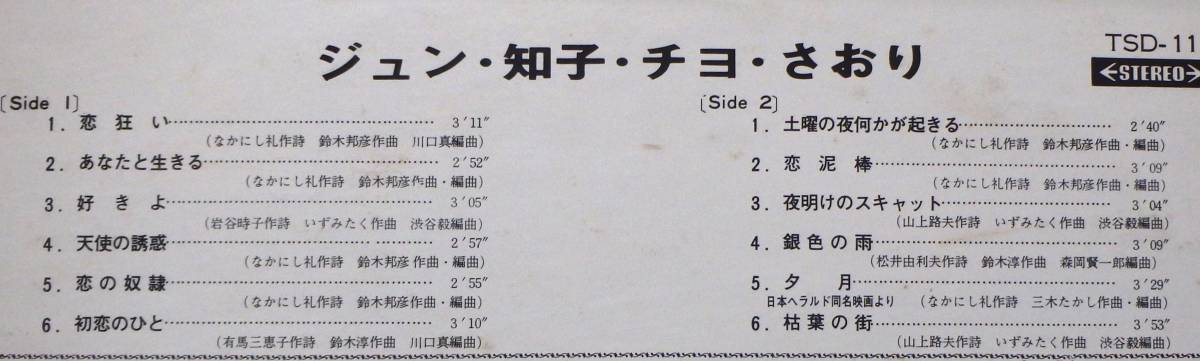 ジュン・知子・チヨ・さおり
TSD-11
STEREO
[Side 1]
1. 恋狂い 3′11″
(なかにし礼作詩 鈴木邦彦作曲 川口真編曲)
2. あなたと生きる 2′52″
(なかにし礼作詩 鈴木邦彦作曲・編曲)
3. 好きよ 3′05″
(岩谷時子作詩 いずみたく作曲 渋谷毅編曲)
4. 天使の誘惑 2′57″
(なかにし礼作詩 鈴木邦彦作曲・編曲)
5. 恋の奴隷 2′55″
(なかにし礼作詩 鈴木邦彦作曲・編曲)
6. 初恋のひと 3′10″
(有馬三恵子作詩 鈴木淳作曲 川口真編曲)
[Side 2]
1. 土曜の夜何かが起きる 2′40″
(なかにし礼作詩 鈴木邦彦作曲・編曲)
2. 恋泥棒 3′09″
(なかにし礼作詩 鈴木邦彦作曲・編曲)
3. 夜明けのスキャット 3′04″
(山上路夫作詩 いずみたく作曲 渋谷毅編曲)
4. 銀色の雨 3′09″
(松井由利夫作詩 鈴木淳作曲 森岡賢一郎編曲)
5. 夕月 3′29″
日本ヘラルド同名映画より (なかにし礼作詩 三木たかし作曲・編曲)
6. 枯葉の街 3′53″
(山上路夫作詩 いずみたく作曲 渋谷毅編曲)